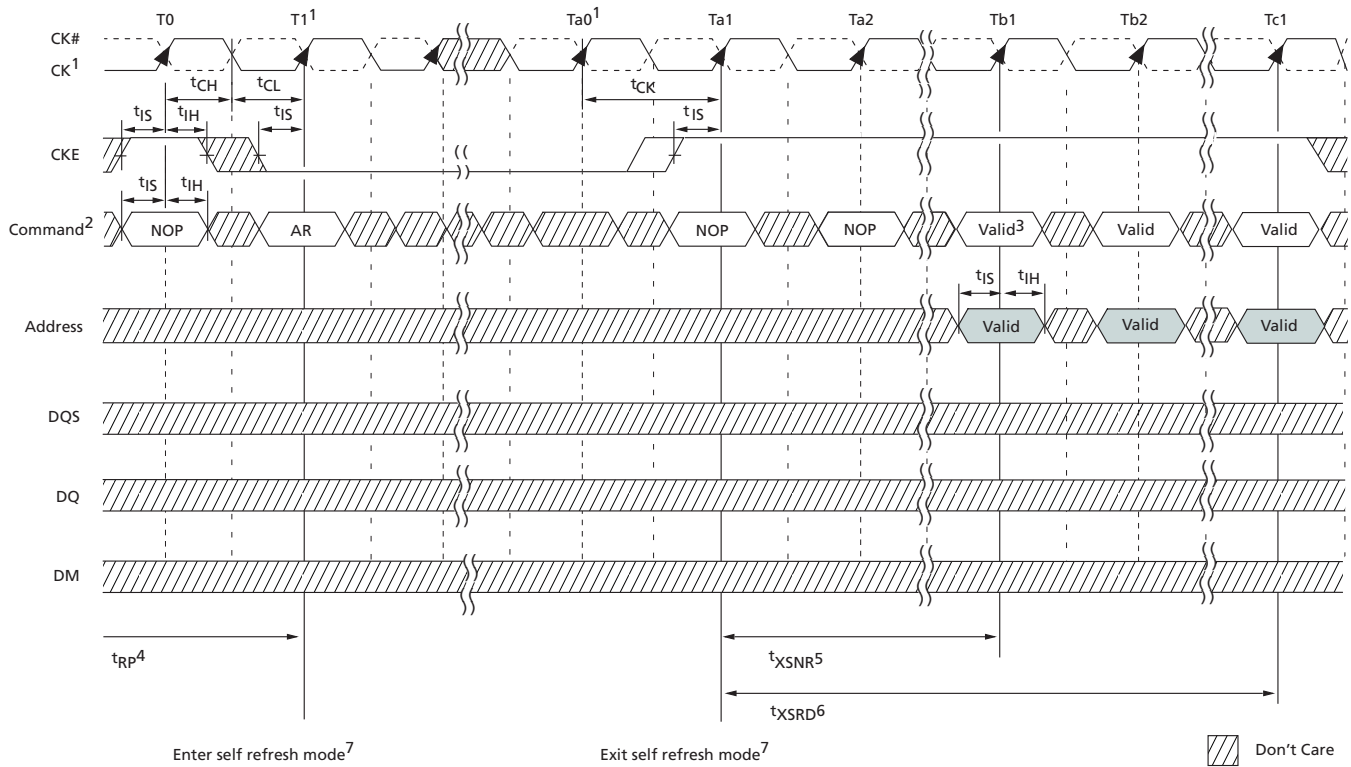 T0 T1¹ Ta0¹ Ta1 Ta2 Tb1 Tb2 Tc1
CK#
CK¹
tCH tCL tCK
tIS tIH tIS tIS
CKE
tIS tIH
Command² NOP AR NOP NOP Valid³ Valid Valid
tIS tIH
Address Valid Valid Valid
DQS
DQ
DM
tRP⁴ tXSNR⁵
tXSRD⁶
Enter self refresh mode⁷ Exit self refresh mode⁷ Don't Care